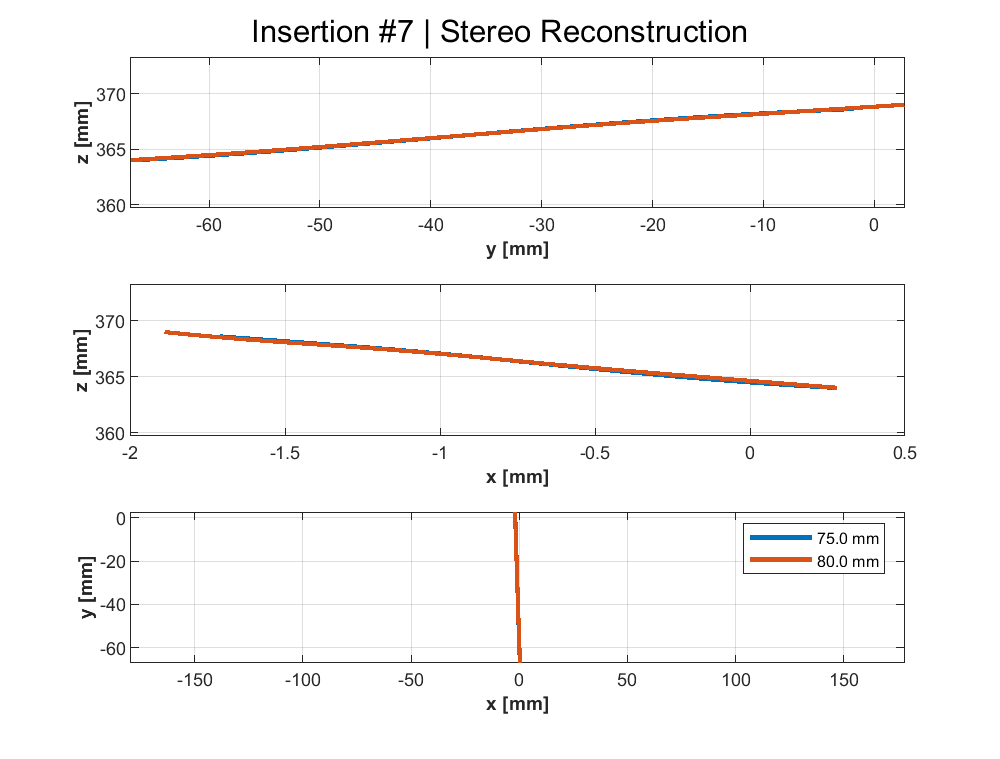 Insertion #7 | Stereo Reconstruction
370
365
360
z [mm]
-60 -50 -40 -30 -20 -10 0
y [mm]
370
365
360
z [mm]
-2 -1.5 -1 -0.5 0 0.5
x [mm]
0
-20
-40
-60
y [mm]
75.0 mm
80.0 mm
-150 -100 -50 0 50 100 150
x [mm]